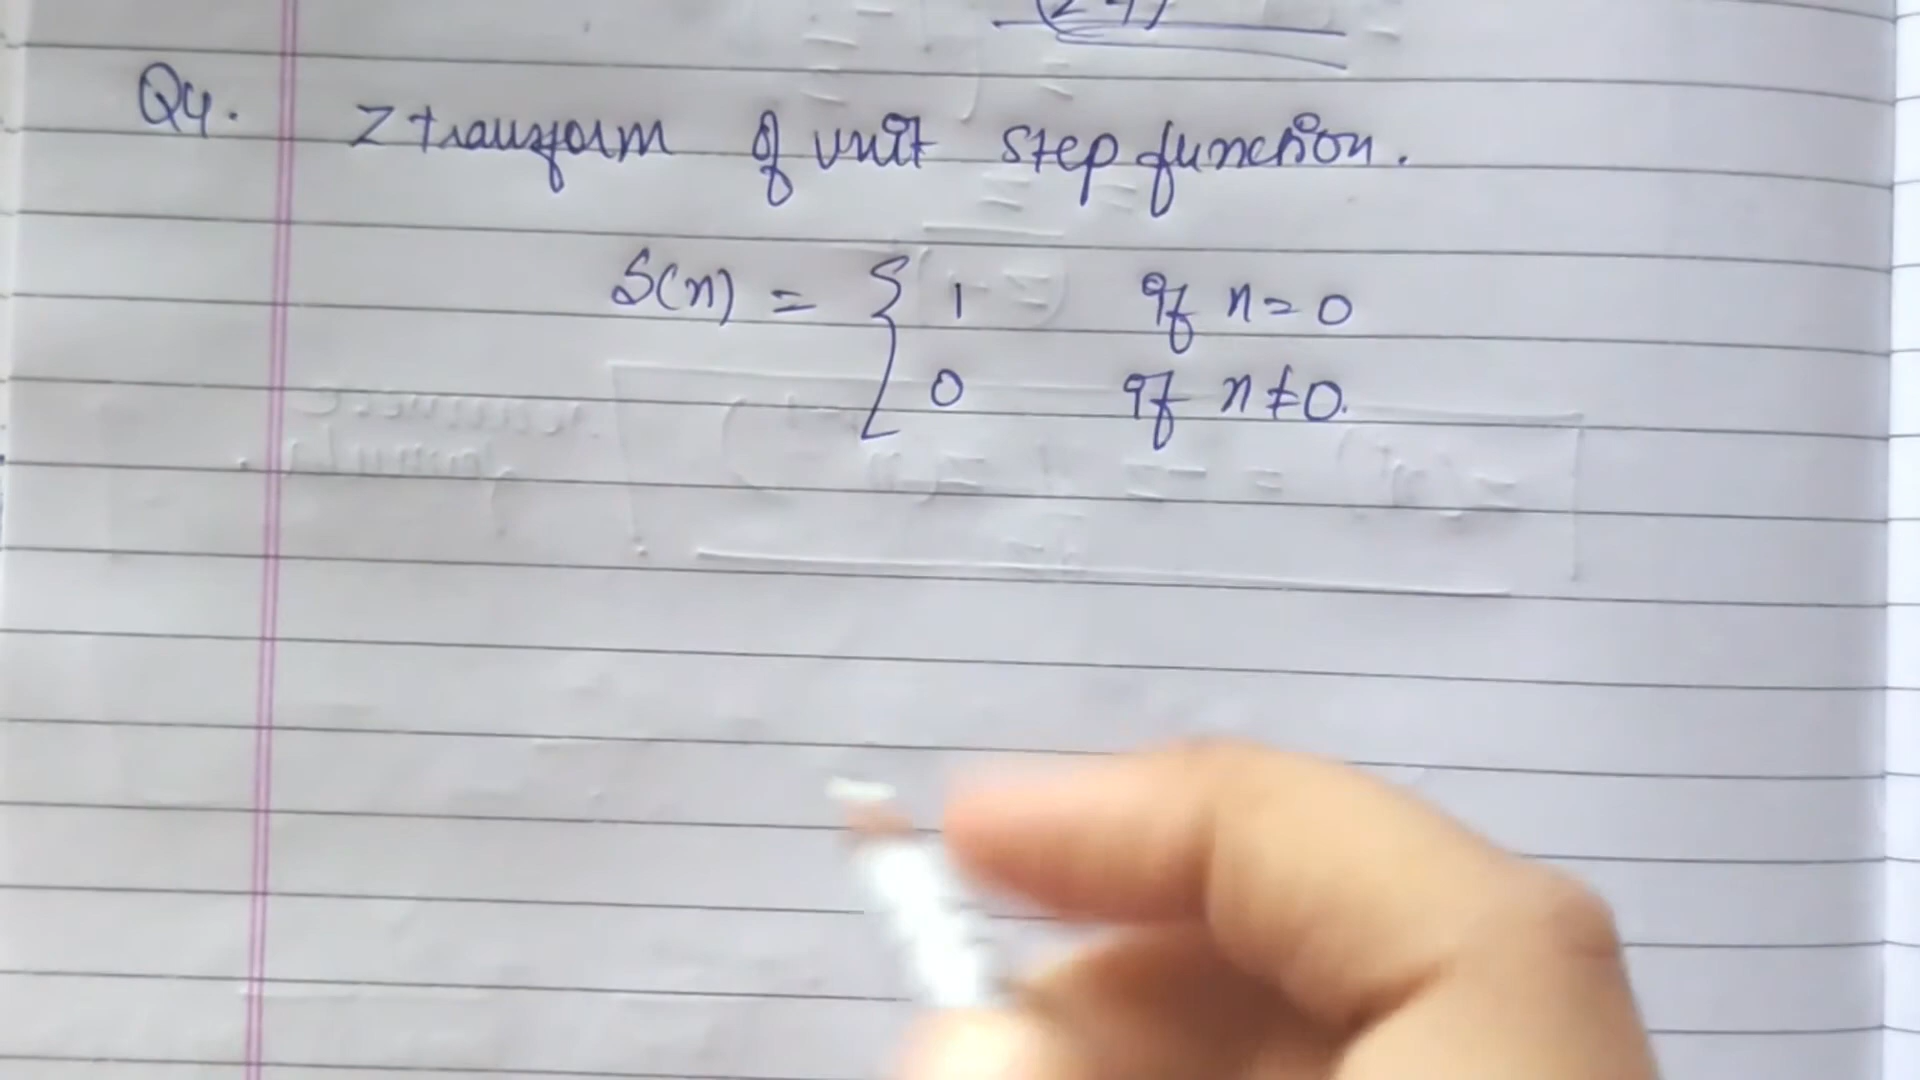 Q4. Z transform of unit step function.
δ(n) = { 1 if n = 0
0 if n ≠ 0.